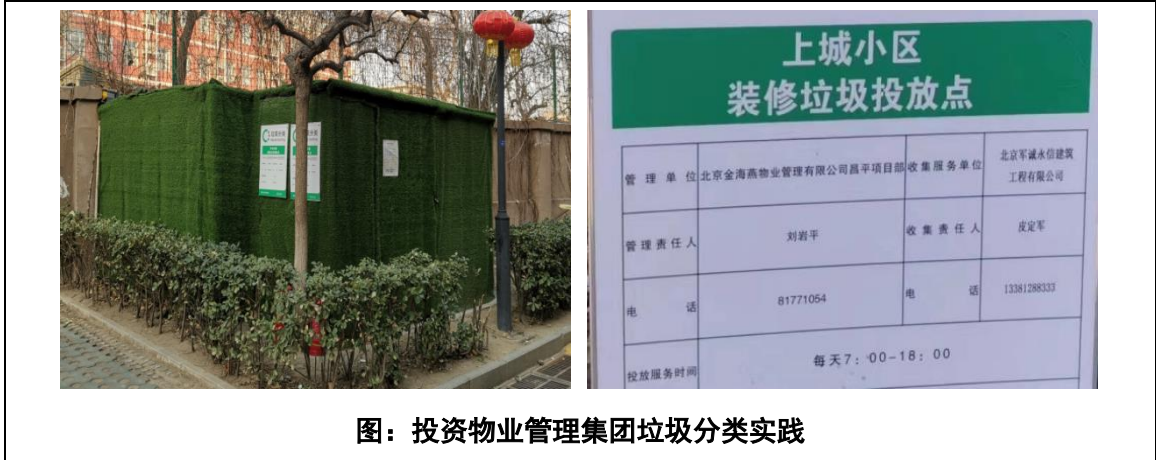 上城小区
装修垃圾投放点
管理单位 北京金海燕物业管理有限公司昌平项目部 收集服务单位 北京军诚永信建筑
工程有限公司
管理责任人 刘岩平 收集责任人 皮定军
电话 81771054 电话 13381288333
投放服务时间 每天7：00-18：00
图：投资物业管理集团垃圾分类实践